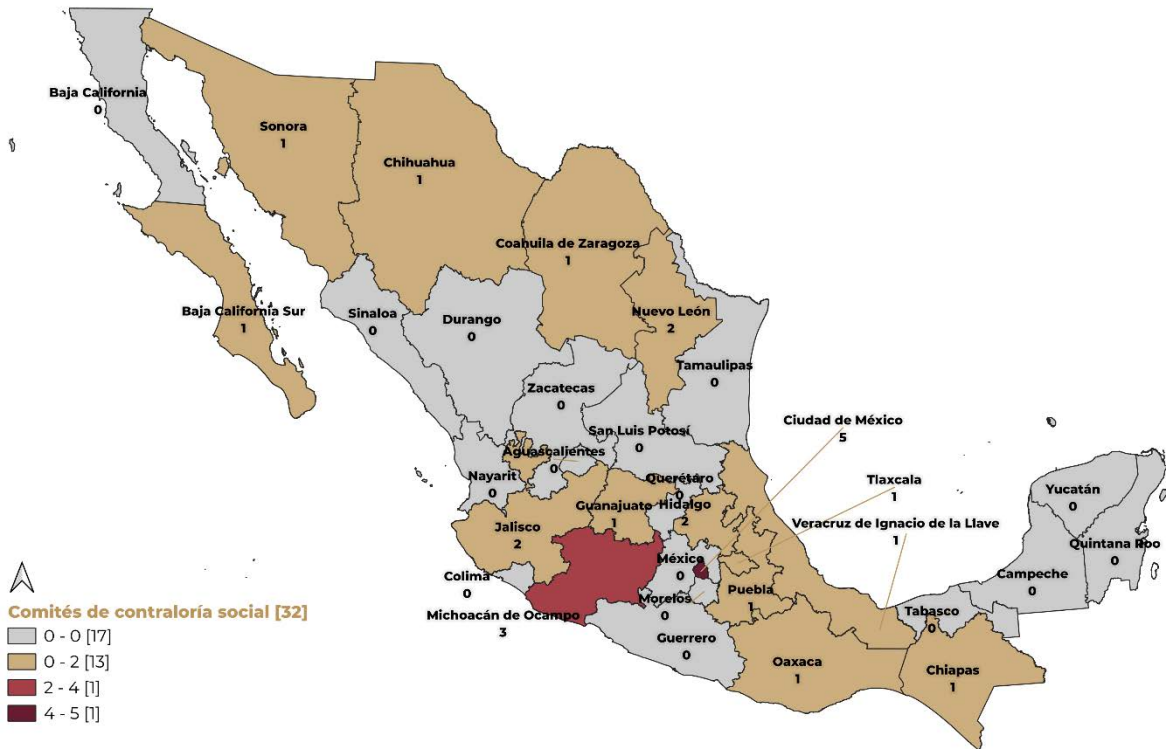 Baja California
0
Sonora
1
Chihuahua
1
Coahuila de Zaragoza
1
Nuevo León
2
Baja California Sur
1
Sinaloa
0
Durango
0
Tamaulipas
0
Zacatecas
0
San Luis Potosí
0
Ciudad de México
5
Aguascalientes
0
Nayarit
0
Querétaro
0
Tlaxcala
1
Yucatán
0
Guanajuato
1
Hidalgo
2
Veracruz de Ignacio de la Llave
1
Jalisco
2
Quintana Roo
0
México
0
Colima
0
Campeche
0
Morelos
0
Puebla
1
Michoacán de Ocampo
3
Tabasco
0
Guerrero
0
Oaxaca
1
Chiapas
1
Comités de contraloría social [32]
0 - 0 [17]
0 - 2 [13]
2 - 4 [1]
4 - 5 [1]